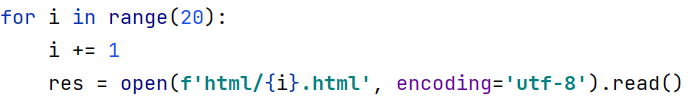 for i in range(20):
    i += 1
    res = open(f'html/{i}.html', encoding='utf-8').read()